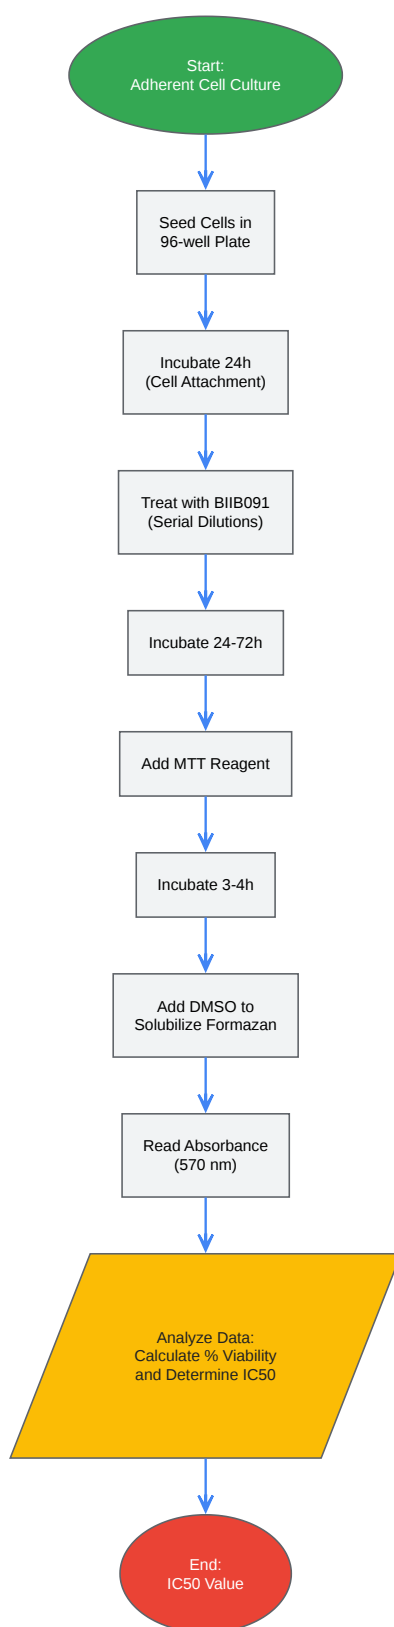 Start:
Adherent Cell Culture
Seed Cells in
96-well Plate
Incubate 24h
(Cell Attachment)
Treat with BIIB091
(Serial Dilutions)
Incubate 24-72h
Add MTT Reagent
Incubate 3-4h
Add DMSO to
Solubilize Formazan
Read Absorbance
(570 nm)
Analyze Data:
Calculate % Viability
and Determine IC50
End:
IC50 Value